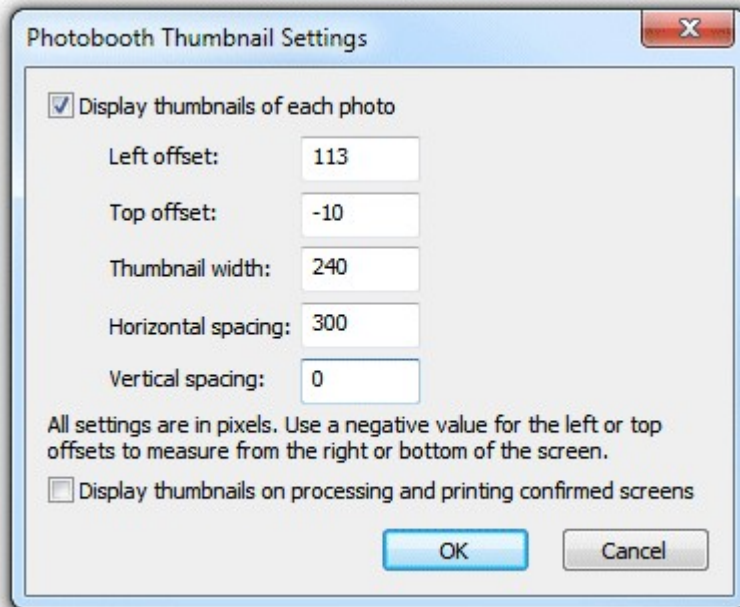 Photobooth Thumbnail Settings
Display thumbnails of each photo
Left offset: 113
Top offset: -10
Thumbnail width: 240
Horizontal spacing: 300
Vertical spacing: 0
All settings are in pixels. Use a negative value for the left or top
offsets to measure from the right or bottom of the screen.
Display thumbnails on processing and printing confirmed screens
OK Cancel